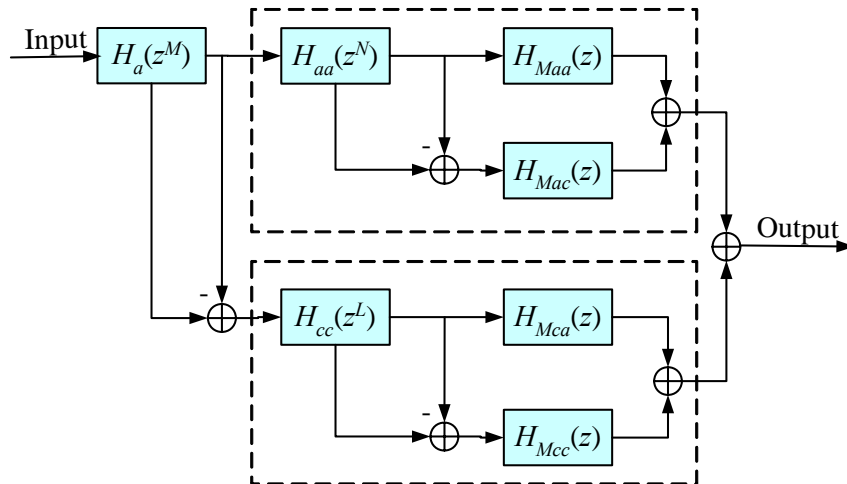 Input
H_a(z^M)
H_aa(z^N)
H_Maa(z)
-
H_Mac(z)
Output
-
H_cc(z^L)
H_Mca(z)
-
H_Mcc(z)